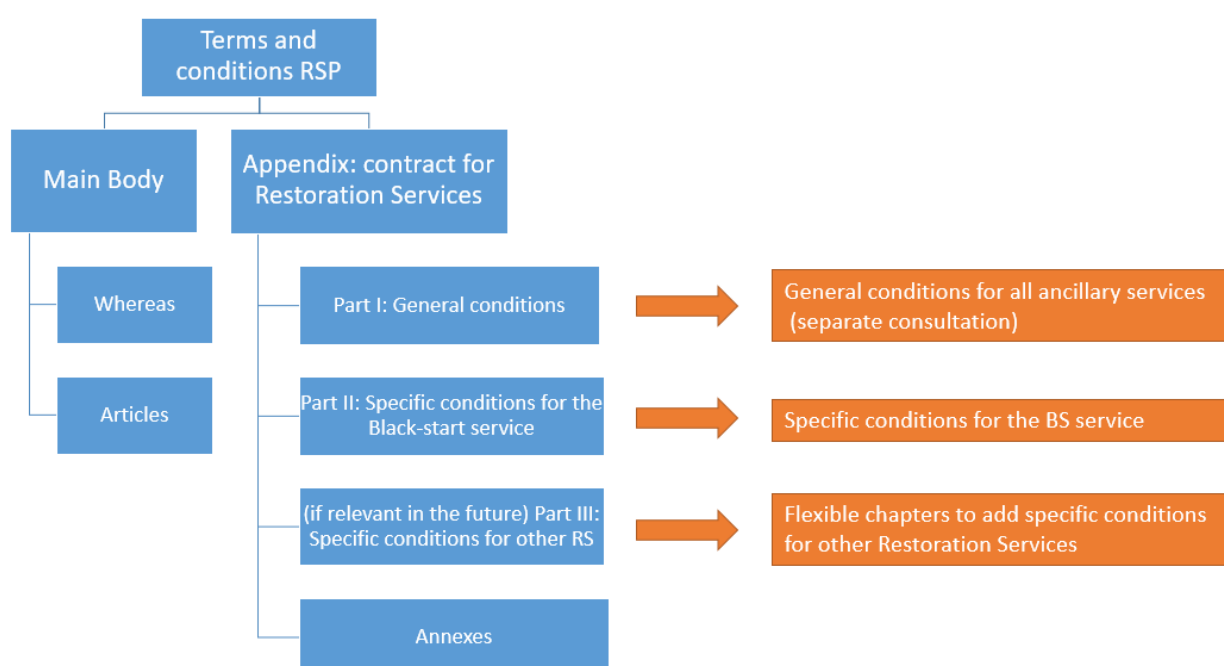 Terms and
conditions RSP
Main Body
Appendix: contract for
Restoration Services
Whereas
Articles
Part I: General conditions
General conditions for all ancillary services
(separate consultation)
Part II: Specific conditions for the
Black-start service
Specific conditions for the BS service
(if relevant in the future) Part III:
Specific conditions for other RS
Flexible chapters to add specific conditions
for other Restoration Services
Annexes